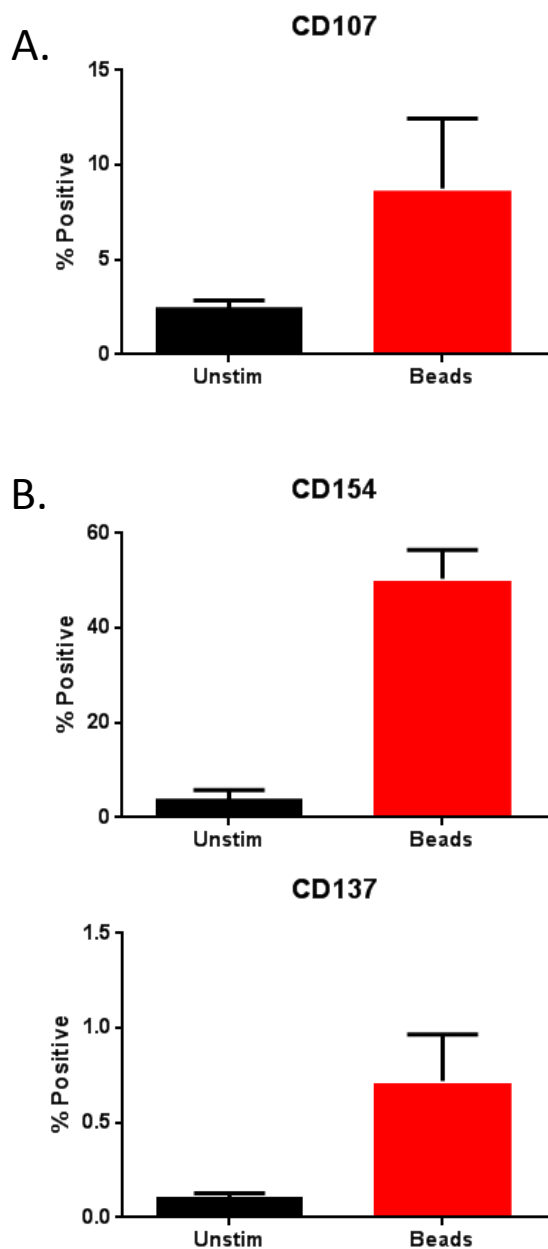 A.
CD107
% Positive
15
10
5
0
Unstim Beads
B.
CD154
% Positive
60
40
20
0
Unstim Beads
CD137
% Positive
1.5
1.0
0.5
0.0
Unstim Beads